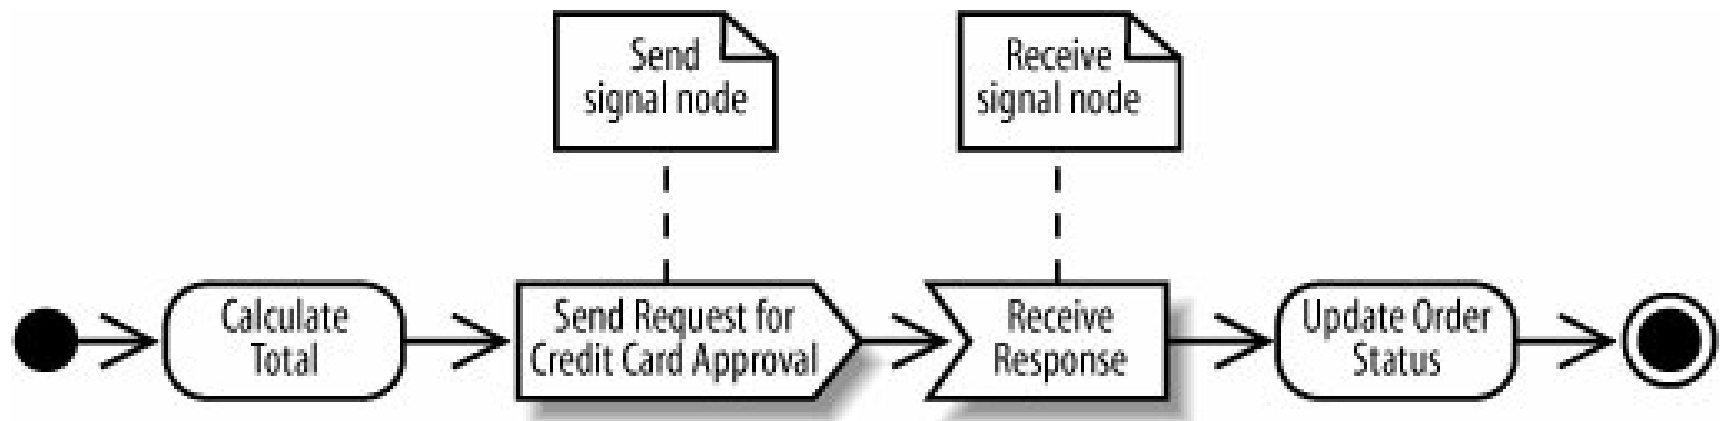 Send
signal node
Receive
signal node
Calculate
Total
Send Request for
Credit Card Approval
Receive
Response
Update Order
Status